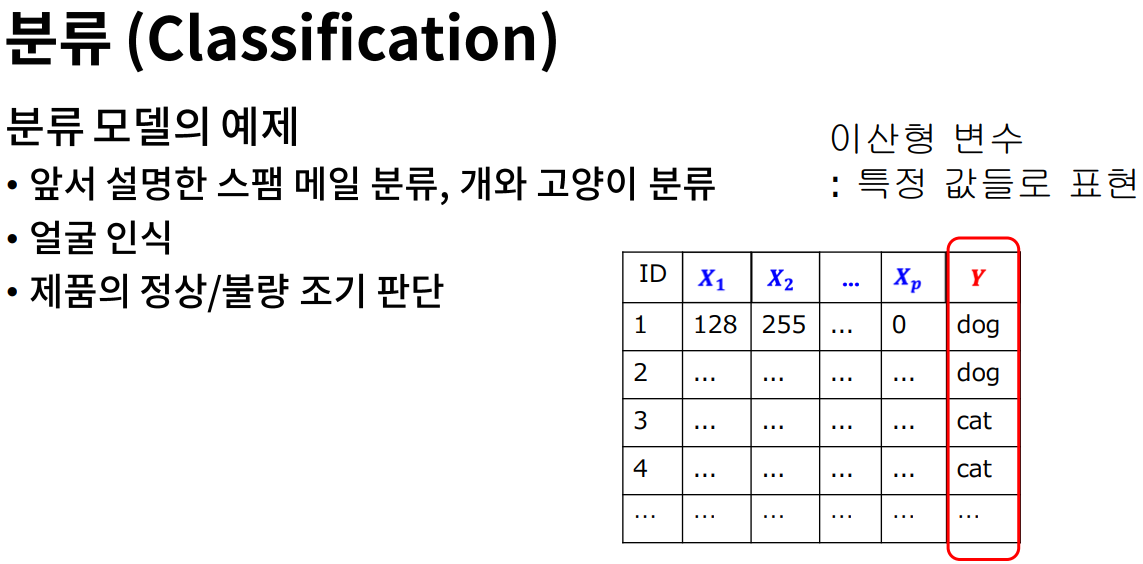 분류 (Classification)
분류 모델의 예제
• 앞서 설명한 스팸 메일 분류, 개와 고양이 분류
• 얼굴 인식
• 제품의 정상/불량 조기 판단
이산형 변수
: 특정 값들로 표현
ID X₁ X₂ ... Xₚ Y
1 128 255 ... 0 dog
2 ... ... ... ... dog
3 ... ... ... ... cat
4 ... ... ... ... cat
... ... ... ... ... ...